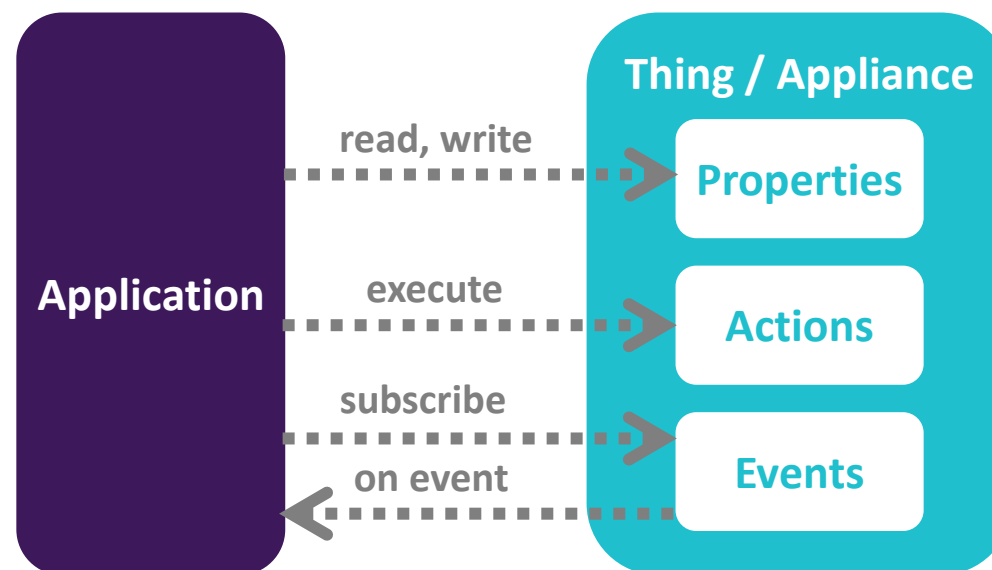 Thing / Appliance
read, write
Properties
Application
execute
Actions
subscribe
on event
Events